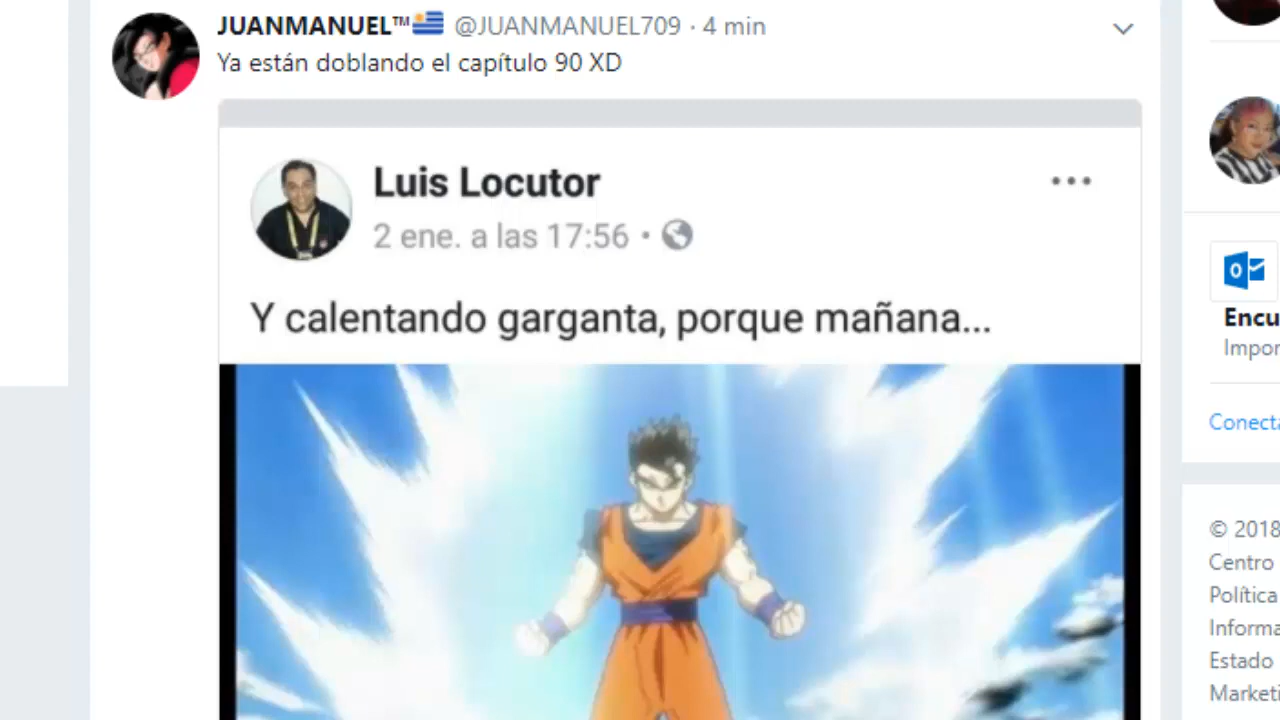 JUANMANUEL™ @JUANMANUEL709 · 4 min
Ya están doblando el capítulo 90 XD
Luis Locutor
2 ene. a las 17:56 •
Y calentando garganta, porque mañana...
Encu
Impor
Conecta
© 2018
Centro
Política
Informa
Estado
Marketi